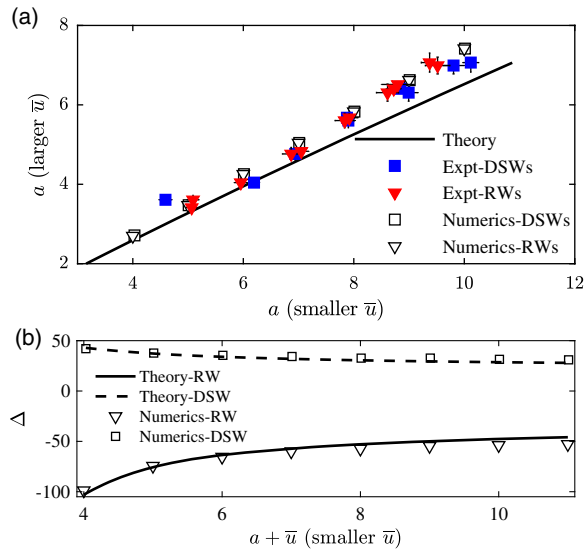 (a)
8
6
4
2
a (larger u̅)
Theory
Expt-DSWs
Expt-RWs
Numerics-DSWs
Numerics-RWs
4 6 8 10 12
a (smaller u̅)
(b)
50
0
-50
-100
Δ
Theory-RW
Theory-DSW
Numerics-RW
Numerics-DSW
4 6 8 10
a + u̅ (smaller u̅)